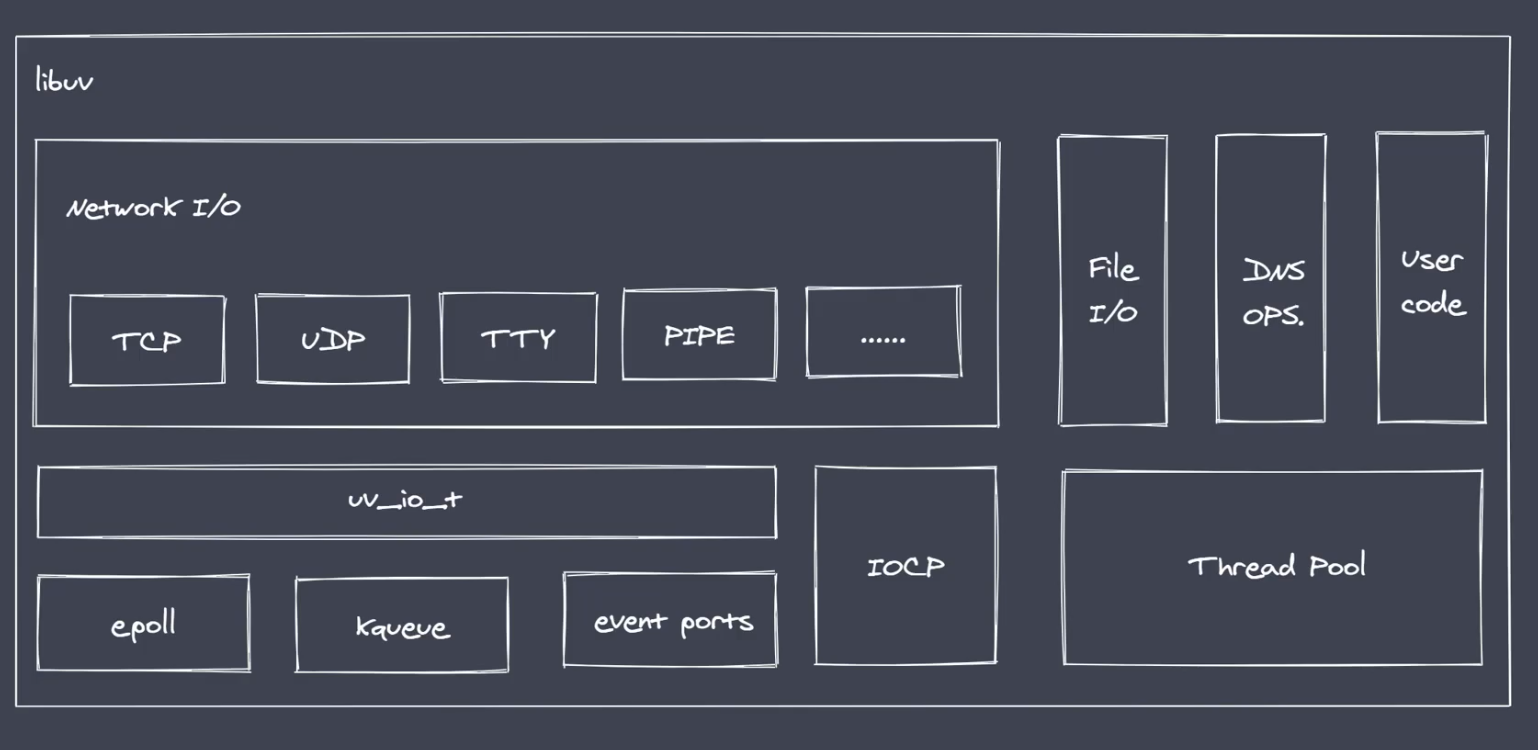 libuv
Network I/O
TCP
UDP
TTY
PIPE
......
File
I/O
DNS
OPS.
User
code
uv_io_t
epoll
kqueue
event ports
IOCP
Thread Pool